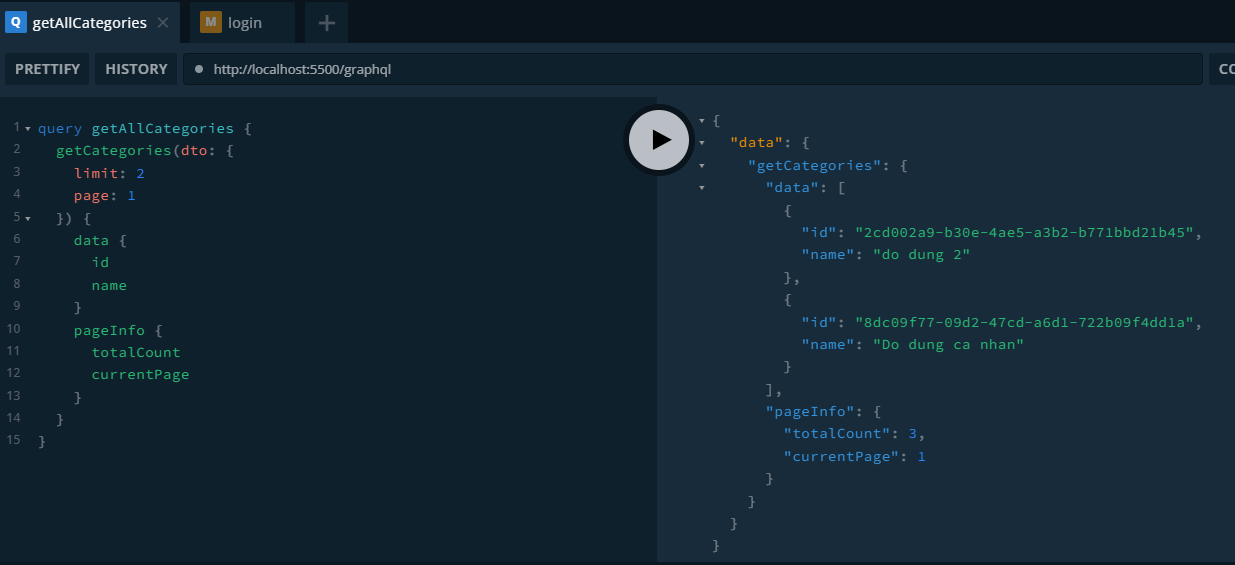 Q getAllCategories ×
M login
+
PRETTIFY HISTORY http://localhost:5500/graphql CO
1 query getAllCategories {
2 getCategories(dto: {
3 limit: 2
4 page: 1
5 }) {
6 data {
7 id
8 name
9 }
10 pageInfo {
11 totalCount
12 currentPage
13 }
14 }
15 }
{
"data": {
"getCategories": {
"data": [
{
"id": "2cd002a9-b30e-4ae5-a3b2-b771bbd21b45",
"name": "do dung 2"
},
{
"id": "8dc09f77-09d2-47cd-a6d1-722b09f4dd1a",
"name": "Do dung ca nhan"
}
],
"pageInfo": {
"totalCount": 3,
"currentPage": 1
}
}
}
}